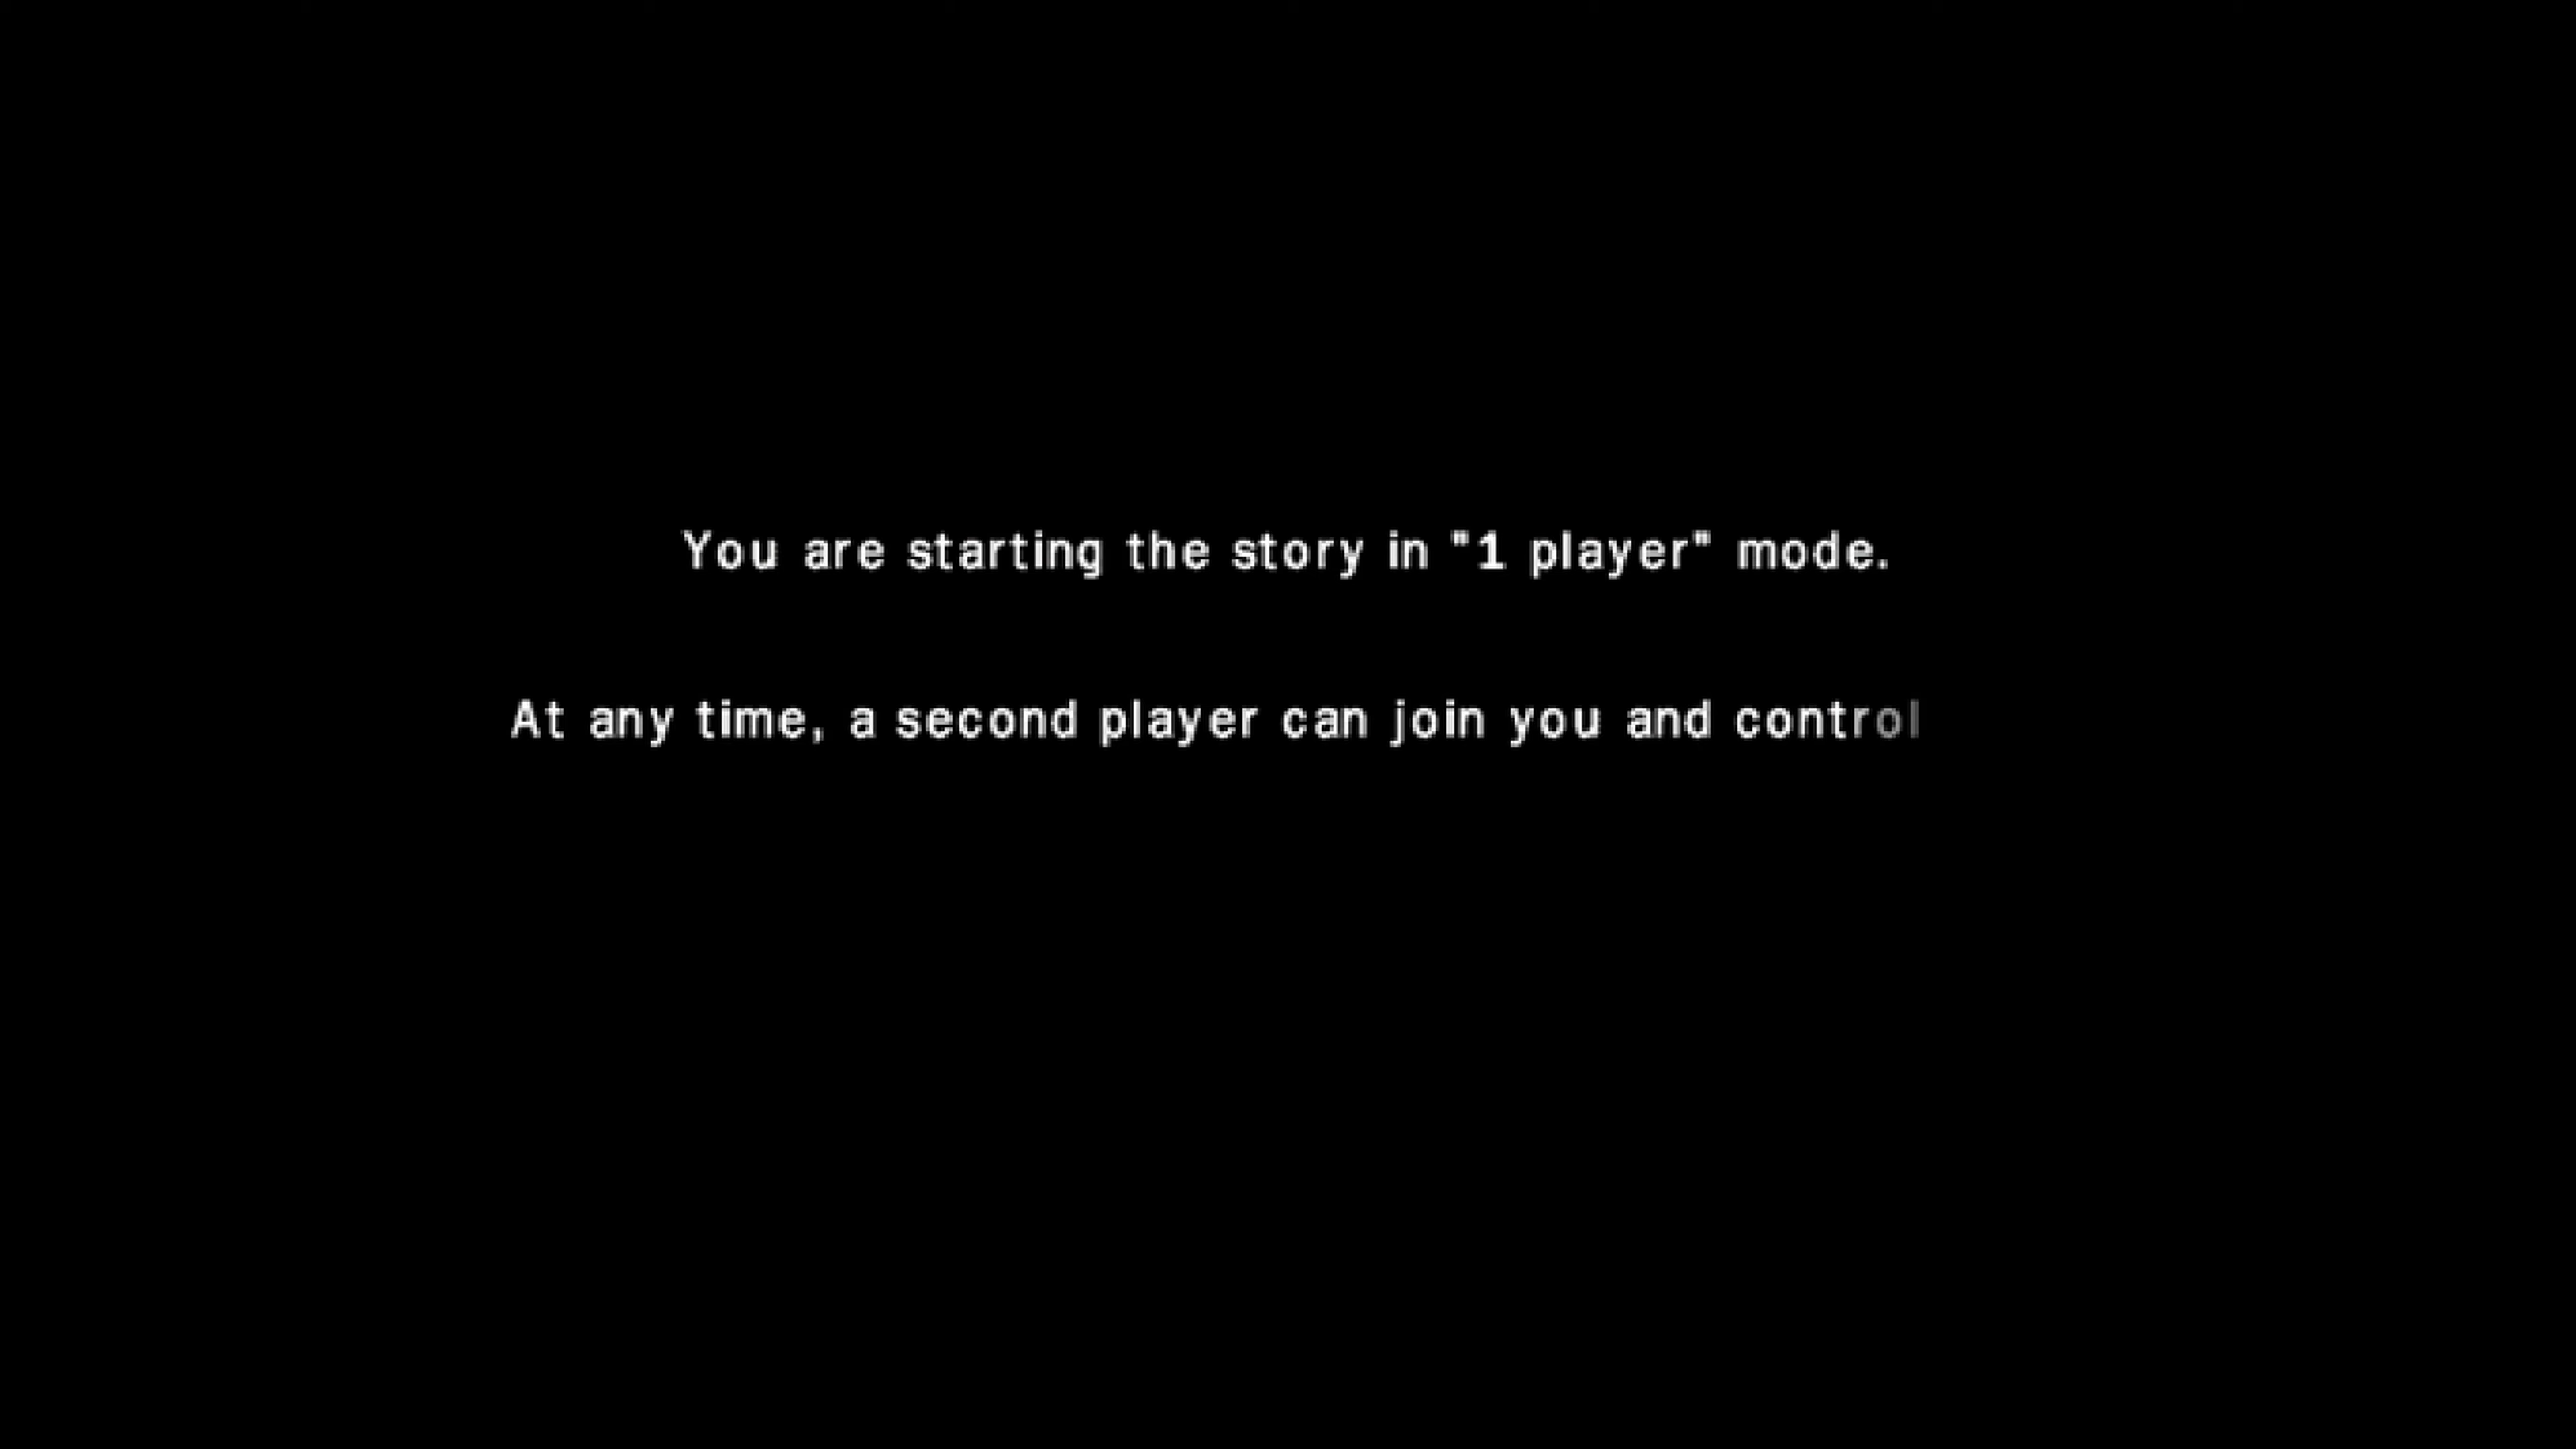 You are starting the story in "1 player" mode.
At any time, a second player can join you and control